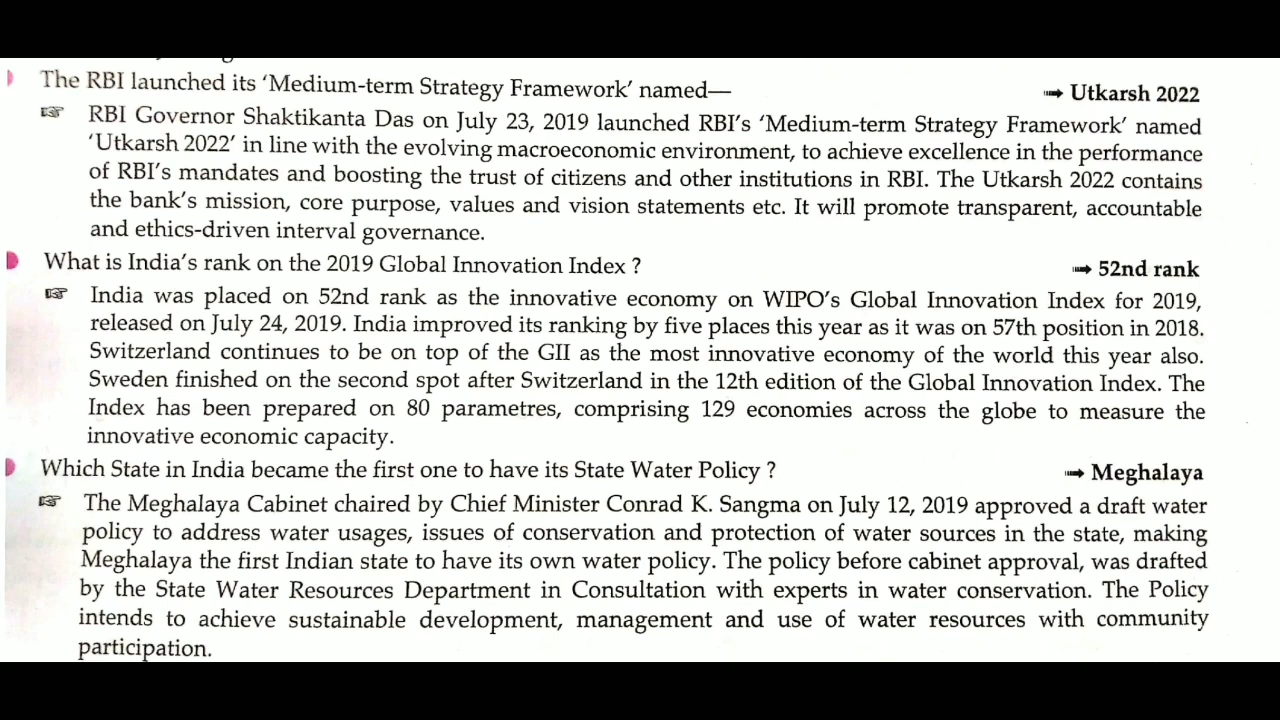 The RBI launched its ‘Medium-term Strategy Framework’ named— ➟ Utkarsh 2022
☞ RBI Governor Shaktikanta Das on July 23, 2019 launched RBI’s ‘Medium-term Strategy Framework’ named
‘Utkarsh 2022’ in line with the evolving macroeconomic environment, to achieve excellence in the performance
of RBI’s mandates and boosting the trust of citizens and other institutions in RBI. The Utkarsh 2022 contains
the bank’s mission, core purpose, values and vision statements etc. It will promote transparent, accountable
and ethics-driven interval governance.
What is India’s rank on the 2019 Global Innovation Index ? ➟ 52nd rank
☞ India was placed on 52nd rank as the innovative economy on WIPO’s Global Innovation Index for 2019,
released on July 24, 2019. India improved its ranking by five places this year as it was on 57th position in 2018.
Switzerland continues to be on top of the GII as the most innovative economy of the world this year also.
Sweden finished on the second spot after Switzerland in the 12th edition of the Global Innovation Index. The
Index has been prepared on 80 parametres, comprising 129 economies across the globe to measure the
innovative economic capacity.
Which State in India became the first one to have its State Water Policy ? ➟ Meghalaya
☞ The Meghalaya Cabinet chaired by Chief Minister Conrad K. Sangma on July 12, 2019 approved a draft water
policy to address water usages, issues of conservation and protection of water sources in the state, making
Meghalaya the first Indian state to have its own water policy. The policy before cabinet approval, was drafted
by the State Water Resources Department in Consultation with experts in water conservation. The Policy
intends to achieve sustainable development, management and use of water resources with community
participation.